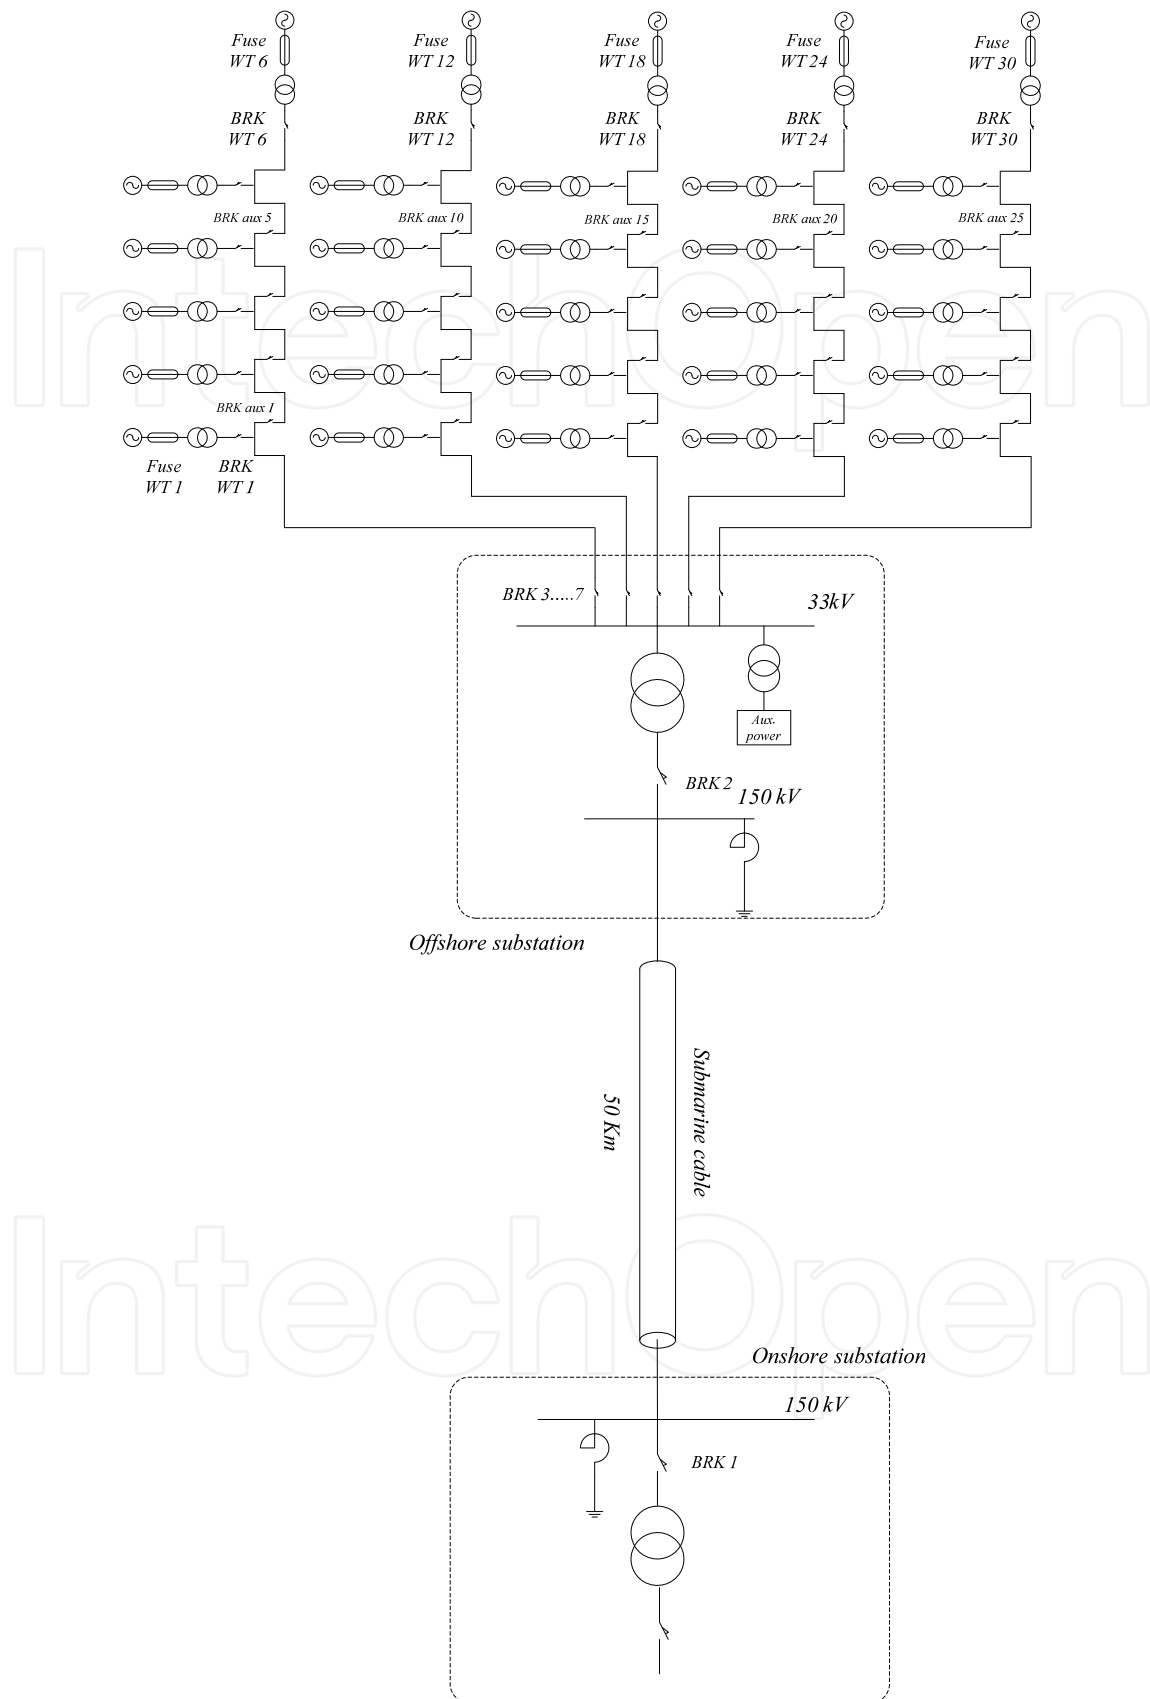 Fuse
WT 6
Fuse
WT 12
Fuse
WT 18
Fuse
WT 24
Fuse
WT 30
BRK
WT 6
BRK
WT 12
BRK
WT 18
BRK
WT 24
BRK
WT 30
BRK aux 5
BRK aux 10
BRK aux 15
BRK aux 20
BRK aux 25
IntechOpen
BRK aux 1
Fuse
WT 1
BRK
WT 1
BRK 3.....7
33kV
Aux.
power
BRK 2
150 kV
Offshore substation
Submarine cable
50 Km
IntechOpen
Onshore substation
150 kV
BRK 1